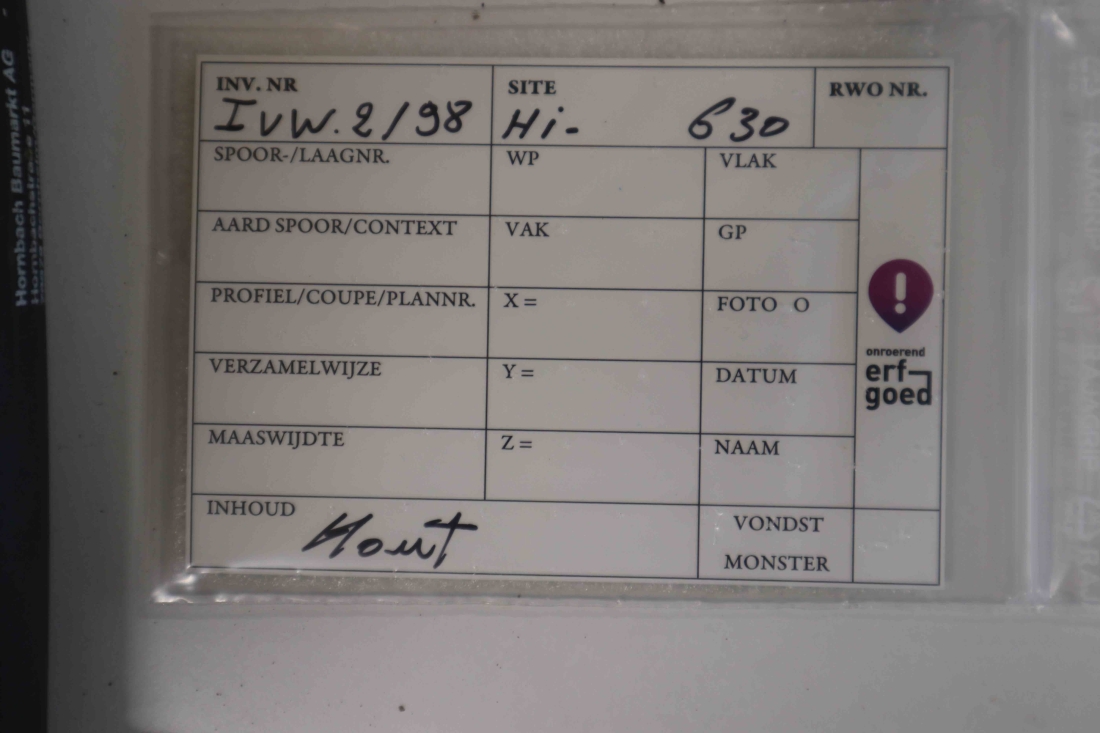 INV. NR SITE RWO NR.
IVW.2/98 Hi- 630
SPOOR-/LAAGNR. WP VLAK
AARD SPOOR/CONTEXT VAK GP
PROFIEL/COUPE/PLANNR. X = FOTO O
VERZAMELWIJZE Y = DATUM
MAASWIJDTE Z = NAAM
INHOUD VONDST
Hout
MONSTER
onroerend
erf-
goed
Hornbach Baumarkt AG